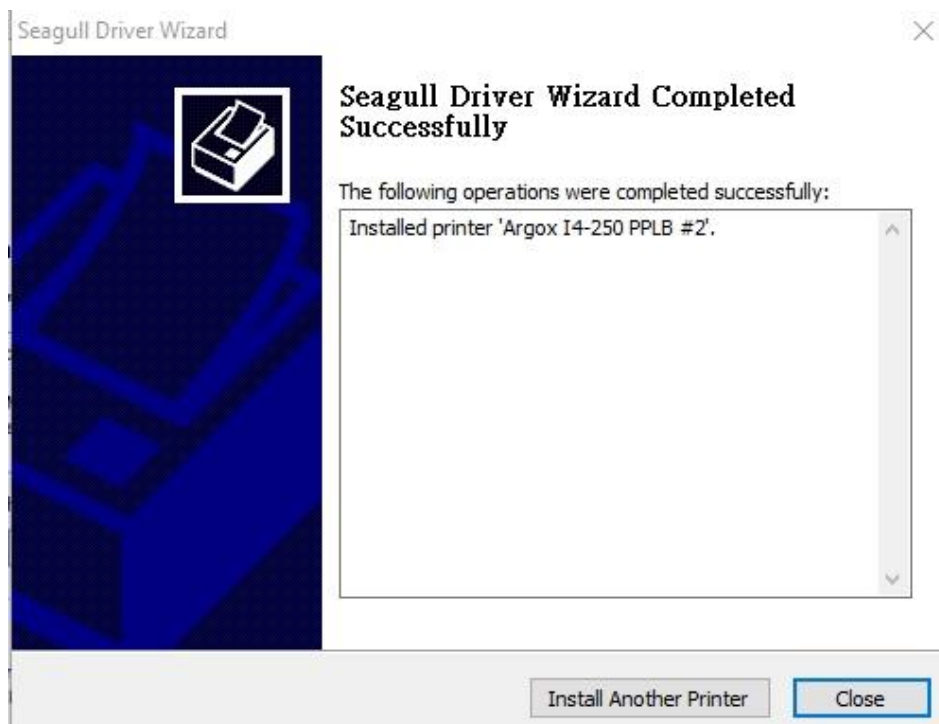 Seagull Driver Wizard
Seagull Driver Wizard Completed
Successfully
The following operations were completed successfully:
Installed printer 'Argox I4-250 PPLB #2'.
Install Another Printer
Close